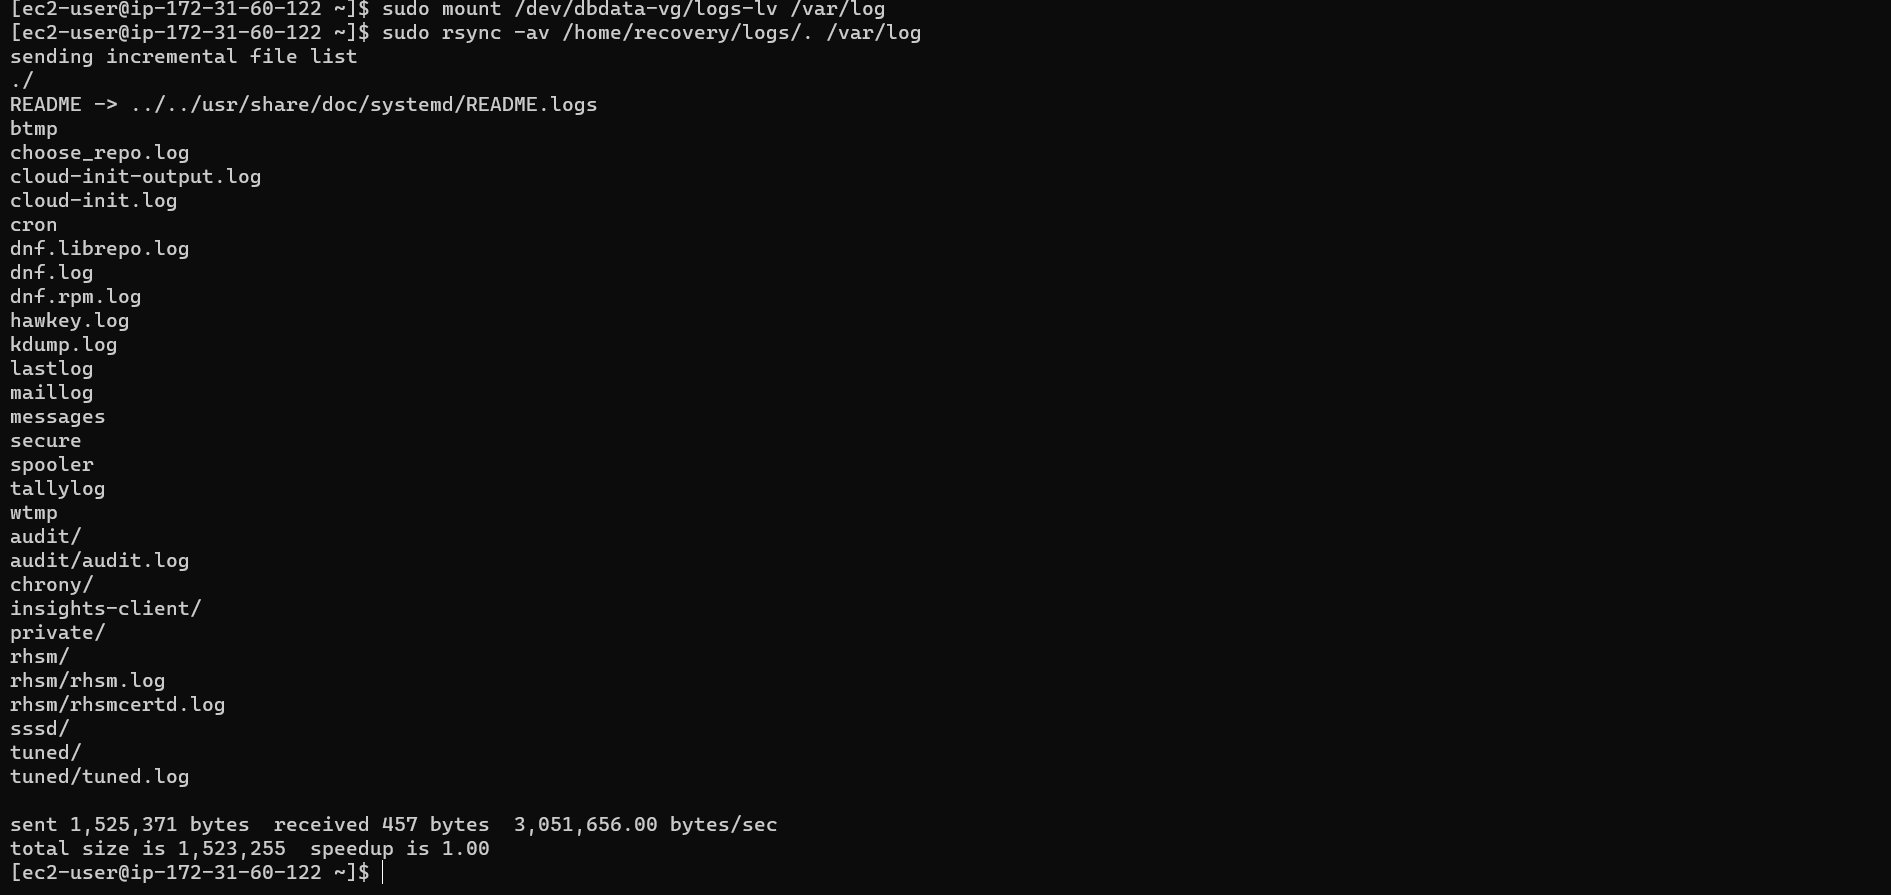 [ec2-user@ip-172-31-60-122 ~]$ sudo mount /dev/dbdata-vg/logs-lv /var/log
[ec2-user@ip-172-31-60-122 ~]$ sudo rsync -av /home/recovery/logs/. /var/log
sending incremental file list
./
README -> ../../usr/share/doc/systemd/README.logs
btmp
choose_repo.log
cloud-init-output.log
cloud-init.log
cron
dnf.librepo.log
dnf.log
dnf.rpm.log
hawkey.log
kdump.log
lastlog
maillog
messages
secure
spooler
tallylog
wtmp
audit/
audit/audit.log
chrony/
insights-client/
private/
rhsm/
rhsm/rhsm.log
rhsm/rhsmcertd.log
sssd/
tuned/
tuned/tuned.log
sent 1,525,371 bytes  received 457 bytes  3,051,656.00 bytes/sec
total size is 1,523,255  speedup is 1.00
[ec2-user@ip-172-31-60-122 ~]$